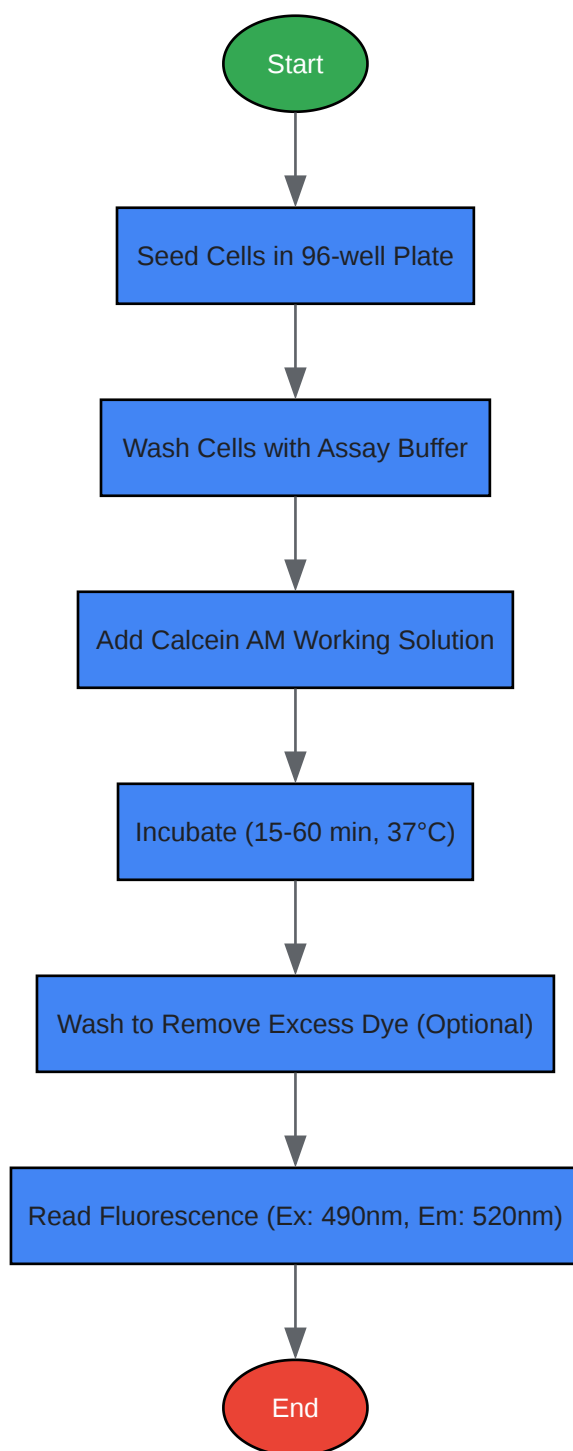 Start
Seed Cells in 96-well Plate
Wash Cells with Assay Buffer
Add Calcein AM Working Solution
Incubate (15-60 min, 37°C)
Wash to Remove Excess Dye (Optional)
Read Fluorescence (Ex: 490nm, Em: 520nm)
End